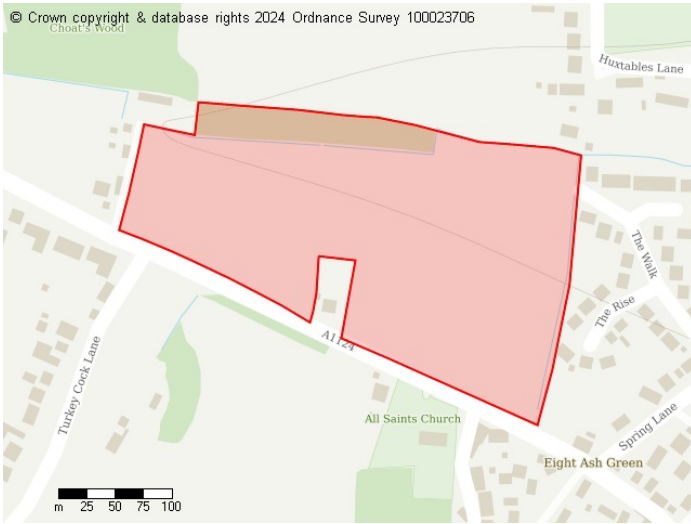 © Crown copyright & database rights 2024 Ordnance Survey 100023706
Choat's Wood
Huxtables Lane
The Walk
The Rise
A1124
Turkey Cock Lane
All Saints Church
Spring Lane
Eight Ash Green
m 25 50 75 100